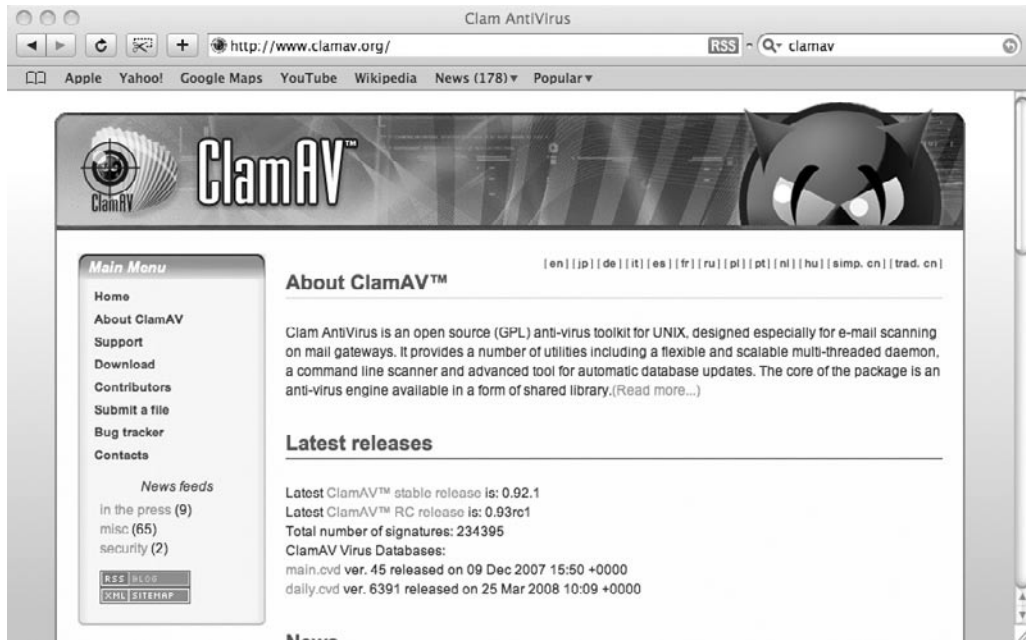 Clam AntiVirus
http://www.clamav.org/
RSS
clamav
Apple Yahoo! Google Maps YouTube Wikipedia News (178) Popular
ClamAV
ClamAV™
Main Menu
Home
About ClamAV
Support
Download
Contributors
Submit a file
Bug tracker
Contacts
News feeds
in the press (9)
misc (65)
security (2)
RSS BLOG
XML SITEMAP
[en] [jp] [de] [it] [es] [fr] [ru] [pl] [pt] [nl] [hu] [simp. cn] [trad. cn]
About ClamAV™
Clam AntiVirus is an open source (GPL) anti-virus toolkit for UNIX, designed especially for e-mail scanning
on mail gateways. It provides a number of utilities including a flexible and scalable multi-threaded daemon,
a command line scanner and advanced tool for automatic database updates. The core of the package is an
anti-virus engine available in a form of shared library.(Read more...)
Latest releases
Latest ClamAV™ stable release is: 0.92.1
Latest ClamAV™ RC release is: 0.93rc1
Total number of signatures: 234395
ClamAV Virus Databases:
main.cvd ver. 45 released on 09 Dec 2007 15:50 +0000
daily.cvd ver. 6391 released on 25 Mar 2008 10:09 +0000
News